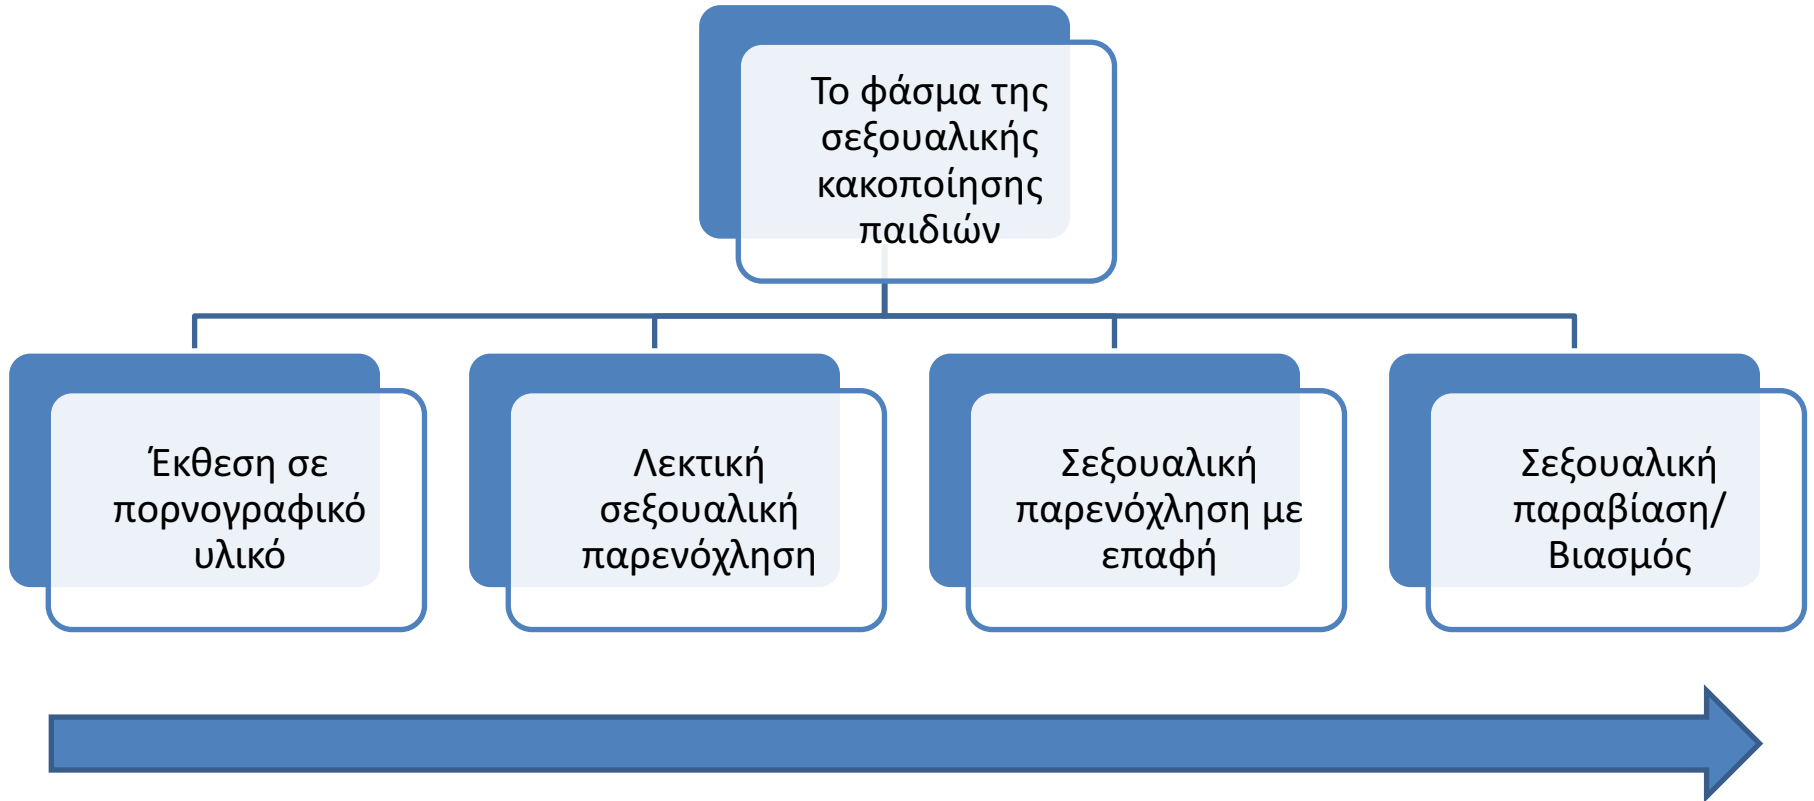 Το φάσμα της
σεξουαλικής
κακοποίησης
παιδιών
Έκθεση σε
πορνογραφικό
υλικό
Λεκτική
σεξουαλική
παρενόχληση
Σεξουαλική
παρενόχληση με
επαφή
Σεξουαλική
παραβίαση/
Βιασμός